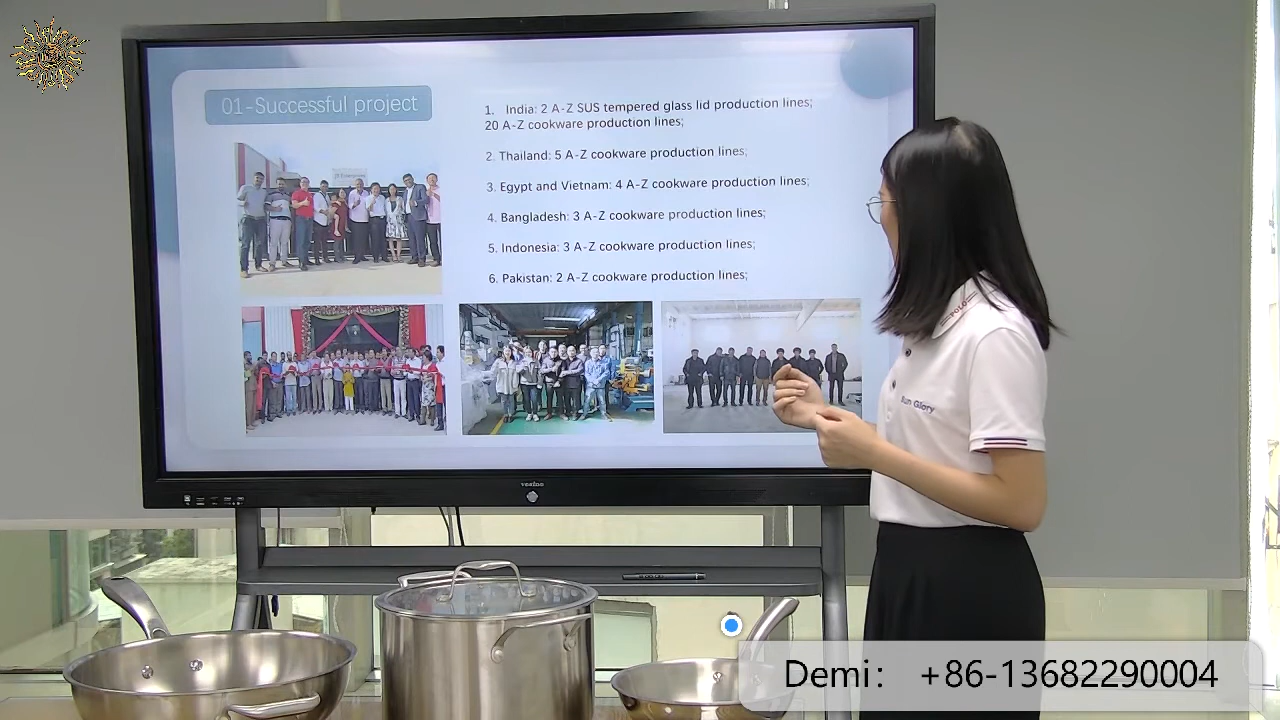 01-Successful project
1. India: 2 A-Z SUS tempered glass lid production lines;
20 A-Z cookware production lines;
2. Thailand: 5 A-Z cookware production lines;
3. Egypt and Vietnam: 4 A-Z cookware production lines;
4. Bangladesh: 3 A-Z cookware production lines;
5. Indonesia: 3 A-Z cookware production lines;
6. Pakistan: 2 A-Z cookware production lines;
POLO
Sun Glory
Demi： +86-13682290004